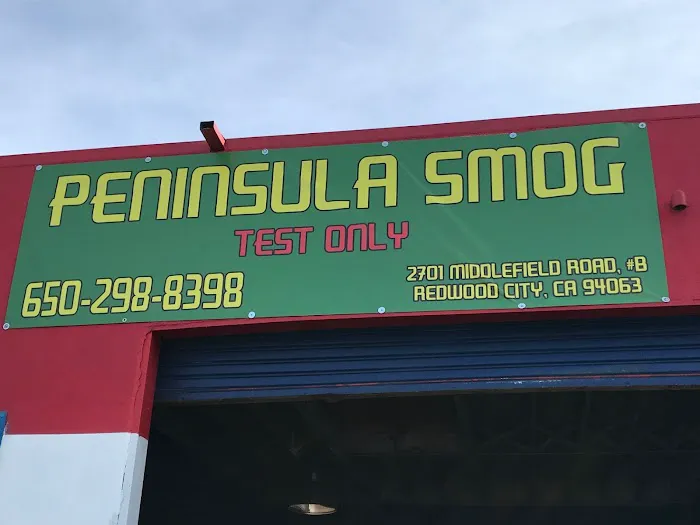 PENINSULA SMOG
TEST ONLY
650-298-8398
2701 MIDDLEFIELD ROAD, #B
REDWOOD CITY, CA 94063